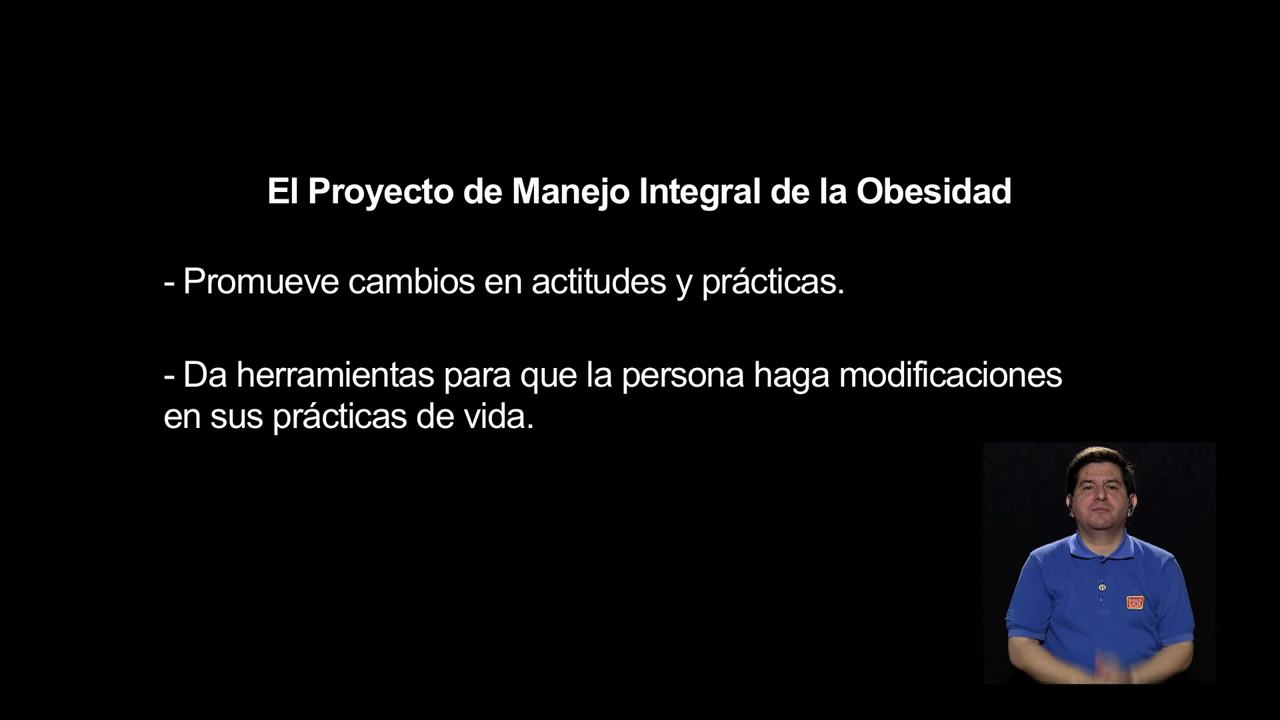 El Proyecto de Manejo Integral de la Obesidad
- Promueve cambios en actitudes y prácticas.
- Da herramientas para que la persona haga modificaciones
en sus prácticas de vida.